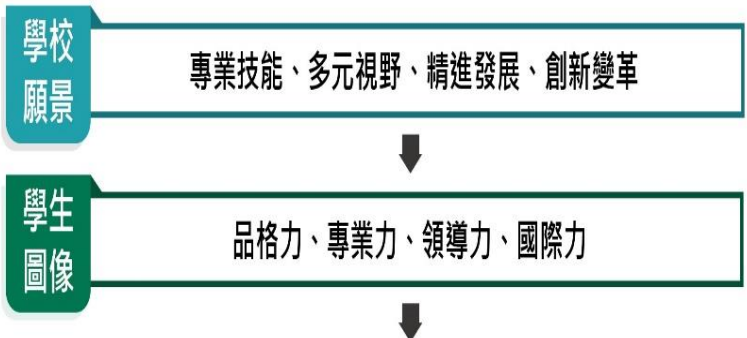 學校
願景
專業技能、多元視野、精進發展、創新變革
學生
圖像
品格力、專業力、領導力、國際力